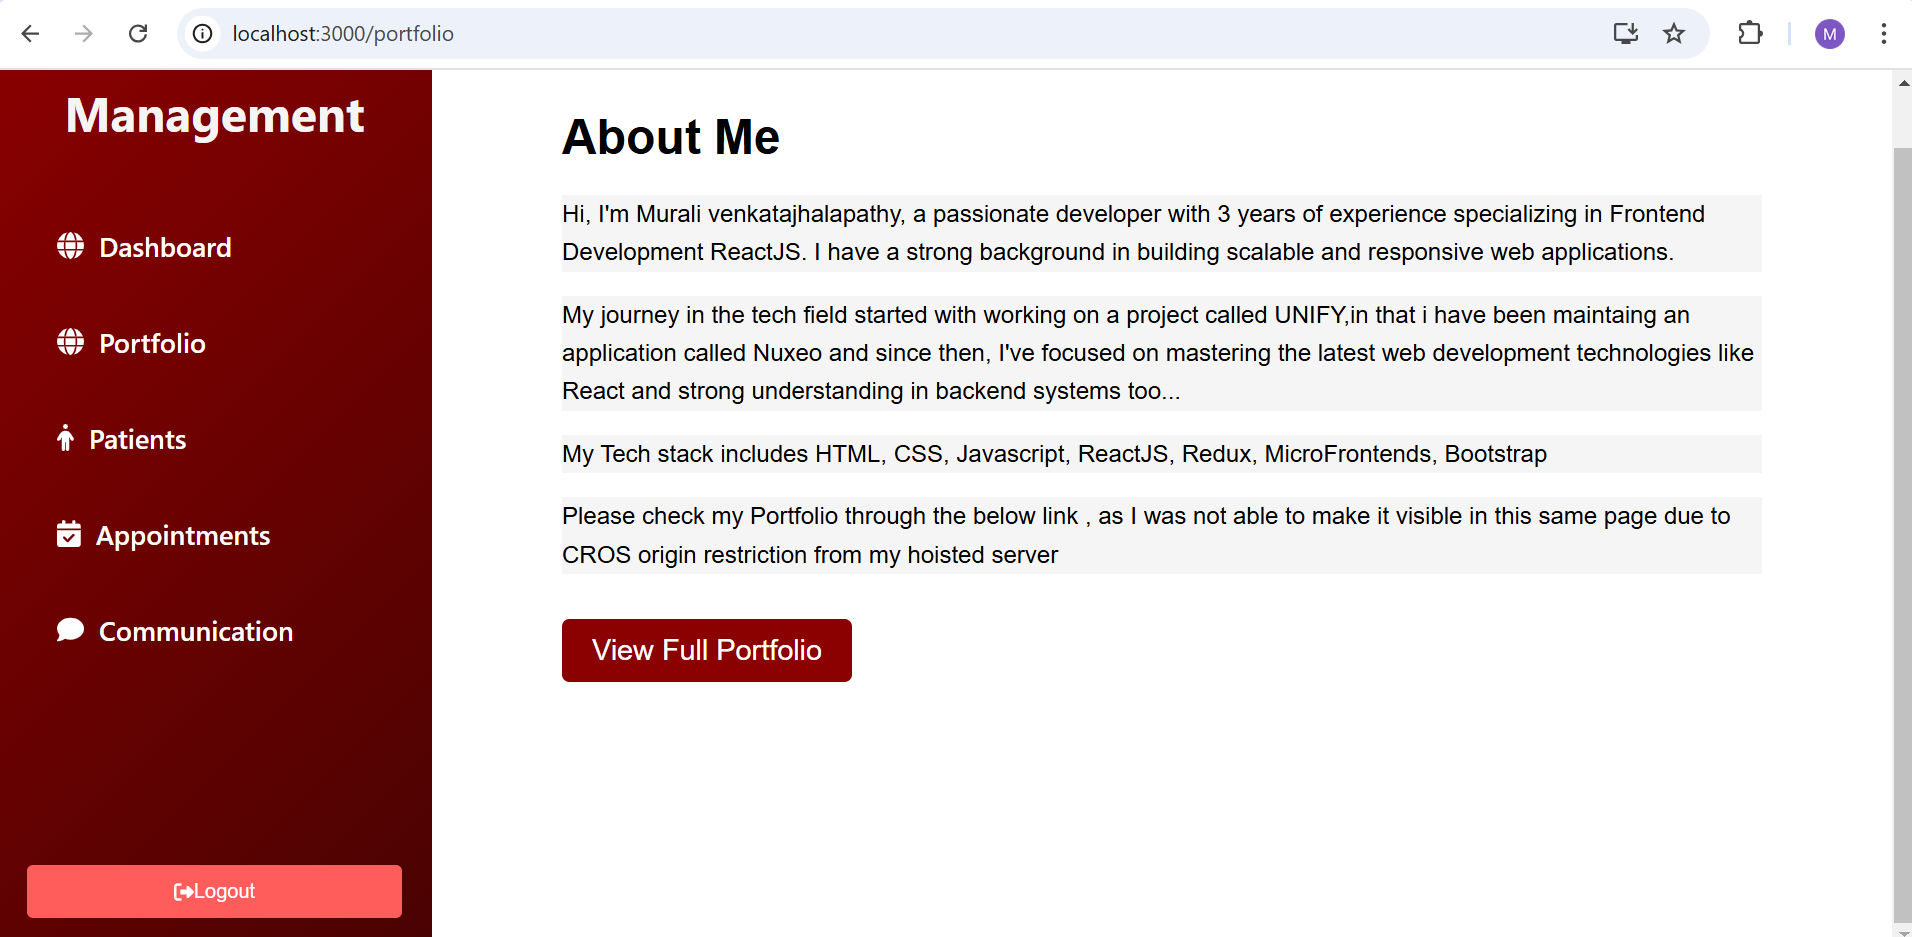 localhost:3000/portfolio
M
Management
Dashboard
Portfolio
Patients
Appointments
Communication
Logout
About Me
Hi, I'm Murali venkatajhalapathy, a passionate developer with 3 years of experience specializing in Frontend
Development ReactJS. I have a strong background in building scalable and responsive web applications.
My journey in the tech field started with working on a project called UNIFY,in that i have been maintaing an
application called Nuxeo and since then, I've focused on mastering the latest web development technologies like
React and strong understanding in backend systems too...
My Tech stack includes HTML, CSS, Javascript, ReactJS, Redux, MicroFrontends, Bootstrap
Please check my Portfolio through the below link , as I was not able to make it visible in this same page due to
CROS origin restriction from my hoisted server
View Full Portfolio